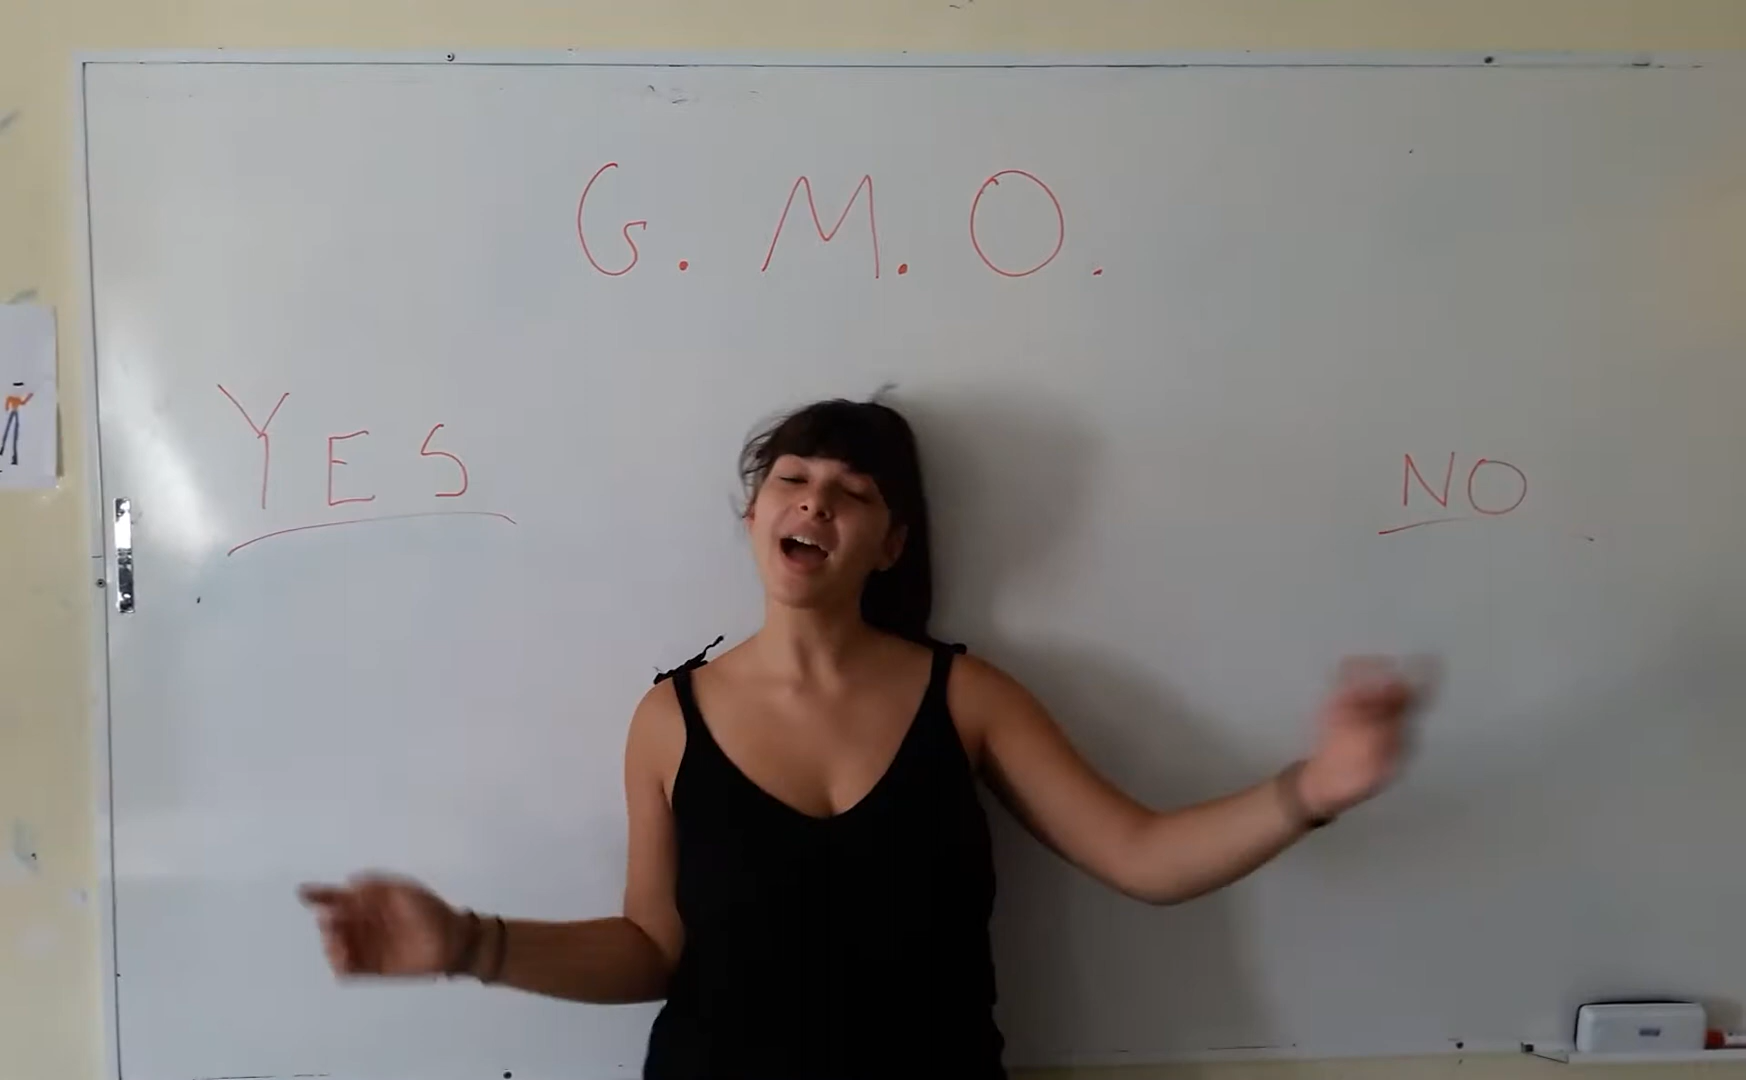 G. M. O.
YES
NO